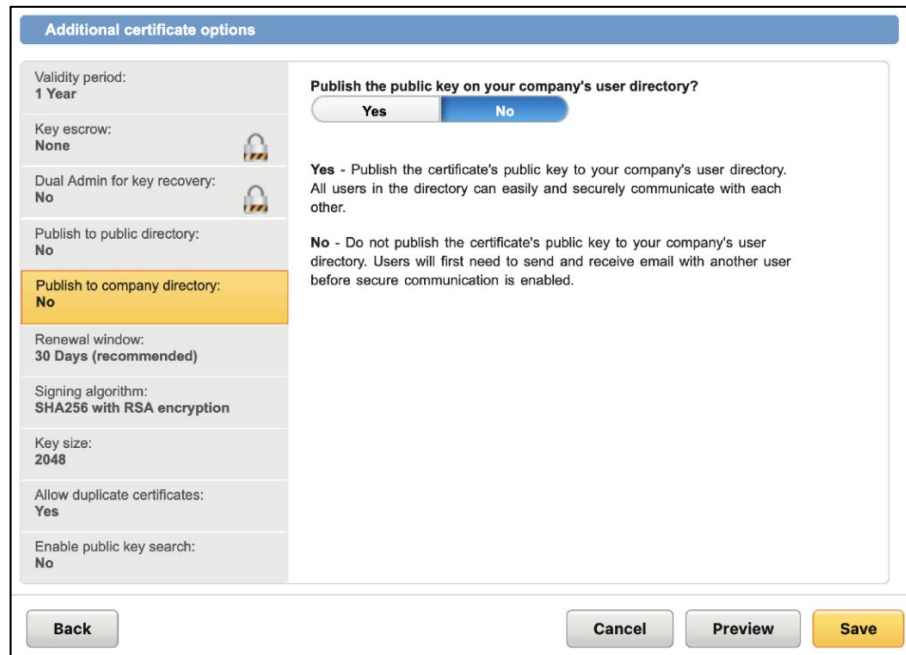 Additional certificate options
Validity period:
1 Year
Key escrow:
None
Dual Admin for key recovery:
No
Publish to public directory:
No
Publish to company directory:
No
Renewal window:
30 Days (recommended)
Signing algorithm:
SHA256 with RSA encryption
Key size:
2048
Allow duplicate certificates:
Yes
Enable public key search:
No
Publish the public key on your company's user directory?
Yes No
Yes - Publish the certificate's public key to your company's user directory.
All users in the directory can easily and securely communicate with each
other.
No - Do not publish the certificate's public key to your company's user
directory. Users will first need to send and receive email with another user
before secure communication is enabled.
Back Cancel Preview Save